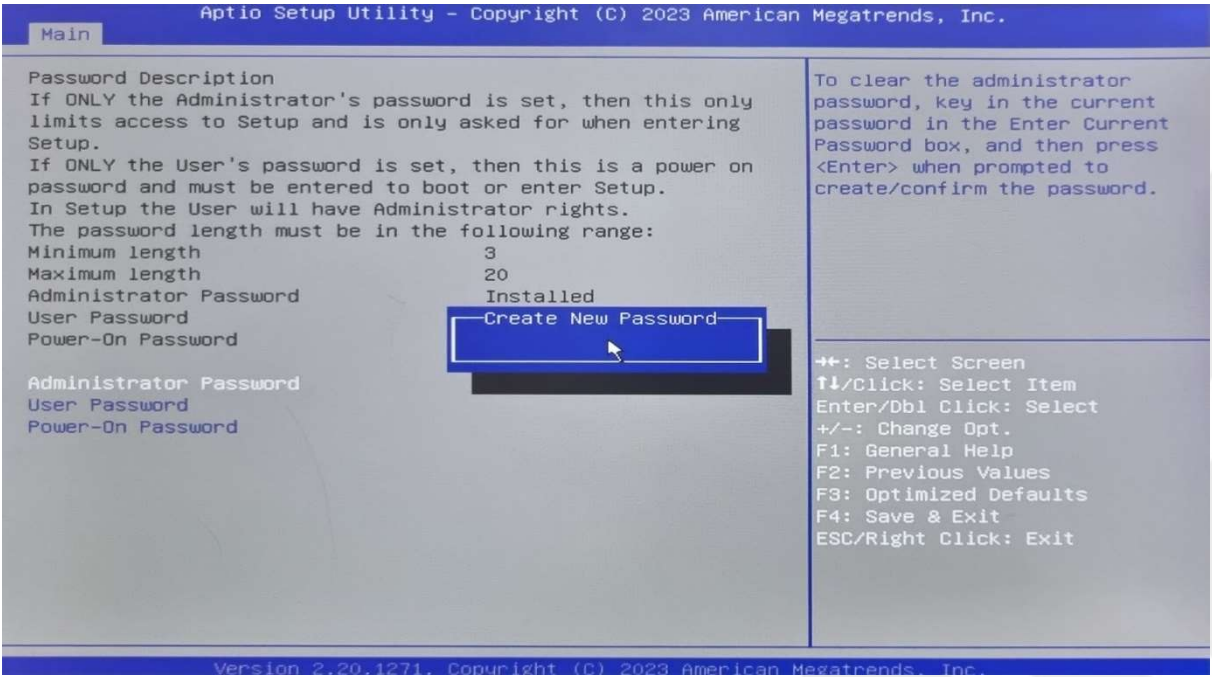 Aptio Setup Utility – Copyright (C) 2023 American Megatrends, Inc.
Main
Password Description
If ONLY the Administrator's password is set, then this only
limits access to Setup and is only asked for when entering
Setup.
If ONLY the User's password is set, then this is a power on
password and must be entered to boot or enter Setup.
In Setup the User will have Administrator rights.
The password length must be in the following range:
Minimum length 3
Maximum length 20
Administrator Password Installed
User Password
Power-On Password
Create New Password
Administrator Password
User Password
Power-On Password
To clear the administrator
password, key in the current
password in the Enter Current
Password box, and then press
<Enter> when prompted to
create/confirm the password.
→←: Select Screen
↑↓/Click: Select Item
Enter/Dbl Click: Select
+/-: Change Opt.
F1: General Help
F2: Previous Values
F3: Optimized Defaults
F4: Save & Exit
ESC/Right Click: Exit
Version 2.20.1271. Copyright (C) 2023 American Megatrends, Inc.